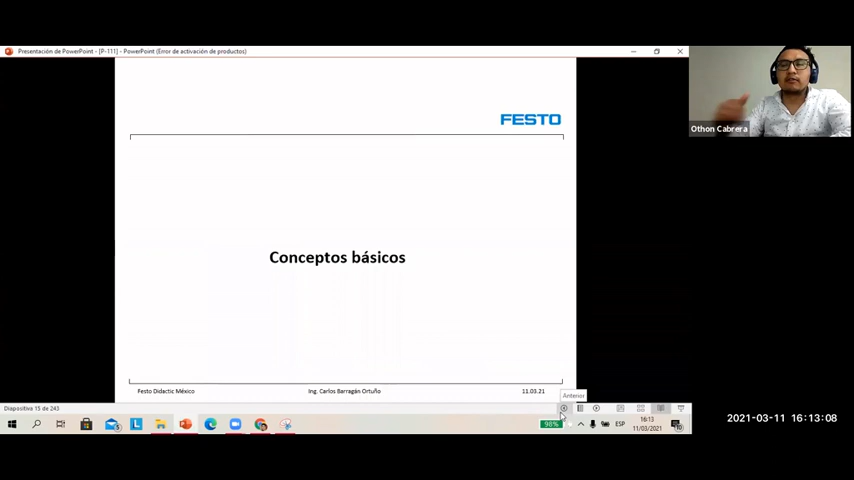 Presentación de PowerPoint - [P-111] - PowerPoint (Error de activación de productos)
FESTO
Othon Cabrera
Conceptos básicos
Festo Didactic México
Ing. Carlos Barragán Ortuño
11.03.21
Anterior
Diapositiva 15 de 243
98%
ESP
16:13
11/03/2021
2021-03-11 16:13:08